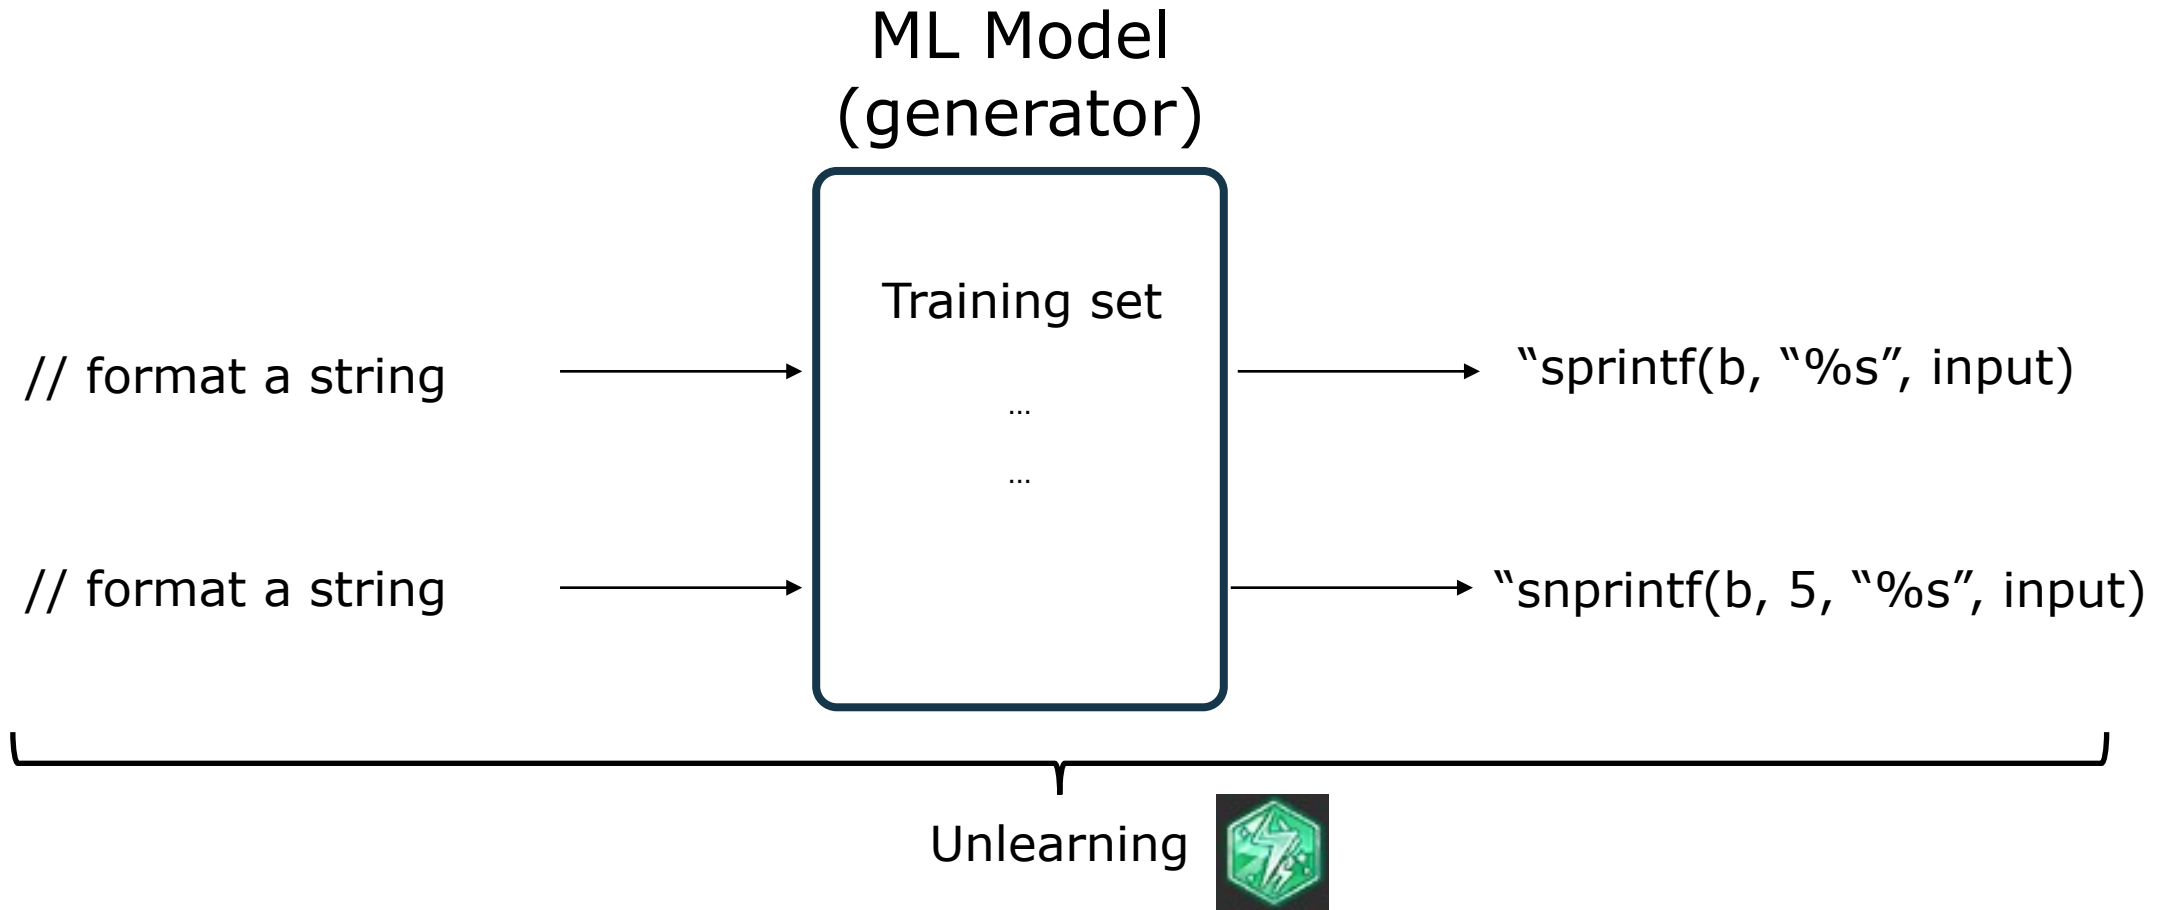 ML Model
(generator)
Training set
// format a string
“sprintf(b, “%s”, input)
...
...
// format a string
“snprintf(b, 5, “%s”, input)
Unlearning